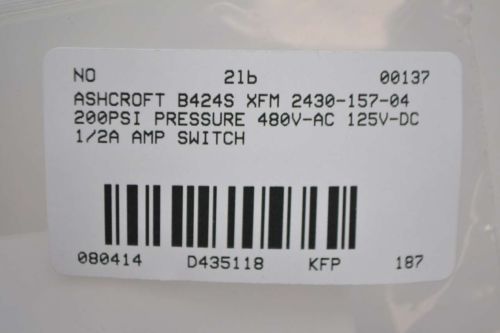 NO 2lb 00137
ASHCROFT B424S XFM 2430-157-04
200PSI PRESSURE 480V-AC 125V-DC
1/2A AMP SWITCH
080414 D435118 KFP 187